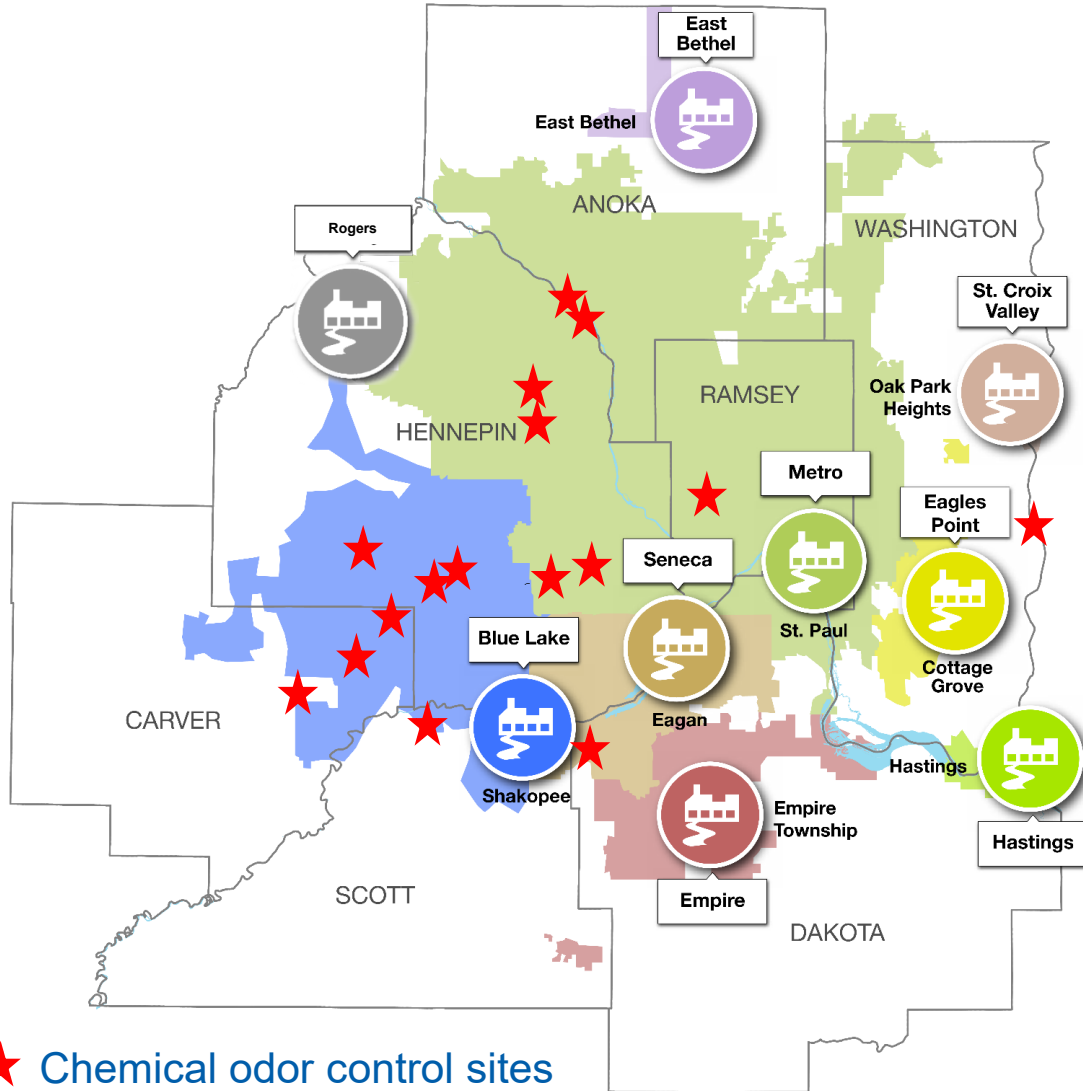 East
Bethel
East Bethel
ANOKA
WASHINGTON
Rogers
St. Croix
Valley
Oak Park
Heights
RAMSEY
HENNEPIN
Metro
Eagles
Point
Seneca
St. Paul
Blue Lake
Cottage
Grove
CARVER
Eagan
Hastings
Shakopee
Empire
Township
Hastings
SCOTT
Empire
DAKOTA
Chemical odor control sites